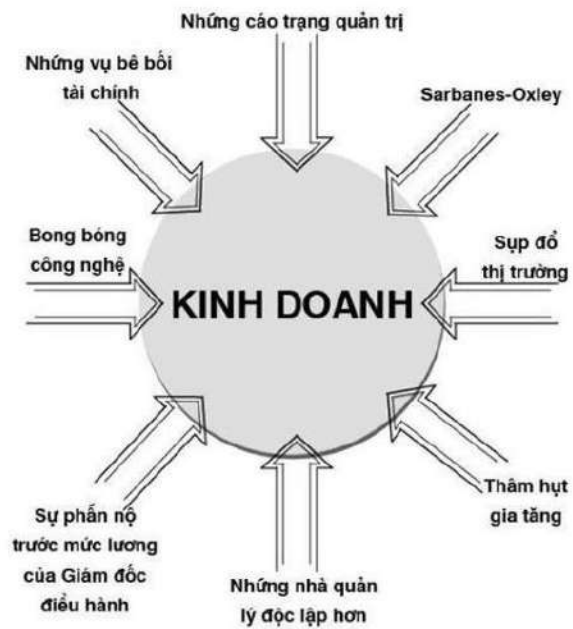 Những cáo trạng quản trị
Những vụ bê bối
tài chính
Sarbanes-Oxley
Bong bóng
công nghệ
Sụp đổ
thị trường
KINH DOANH
Thâm hụt
gia tăng
Sự phấn nộ
trước mức lương
của Giám đốc
điều hành
Những nhà quản
lý độc lập hơn